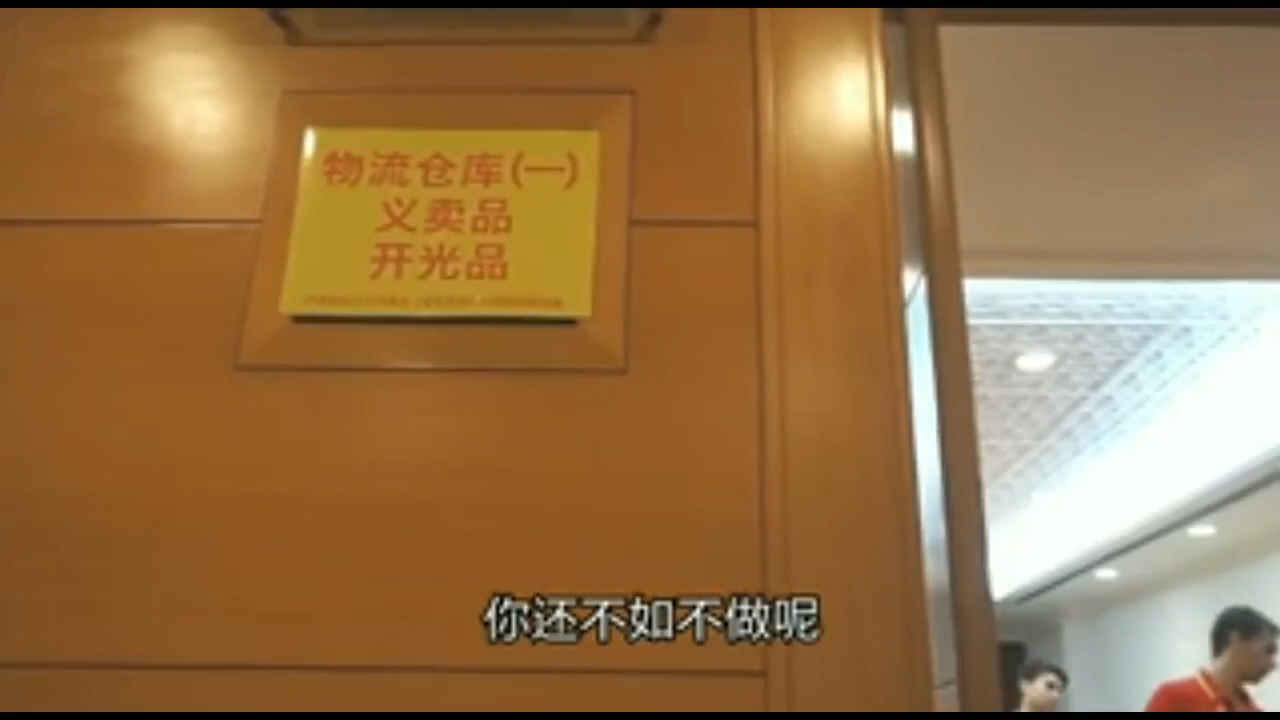 物流仓库(一)
义卖品
开光品
你还不如不做呢